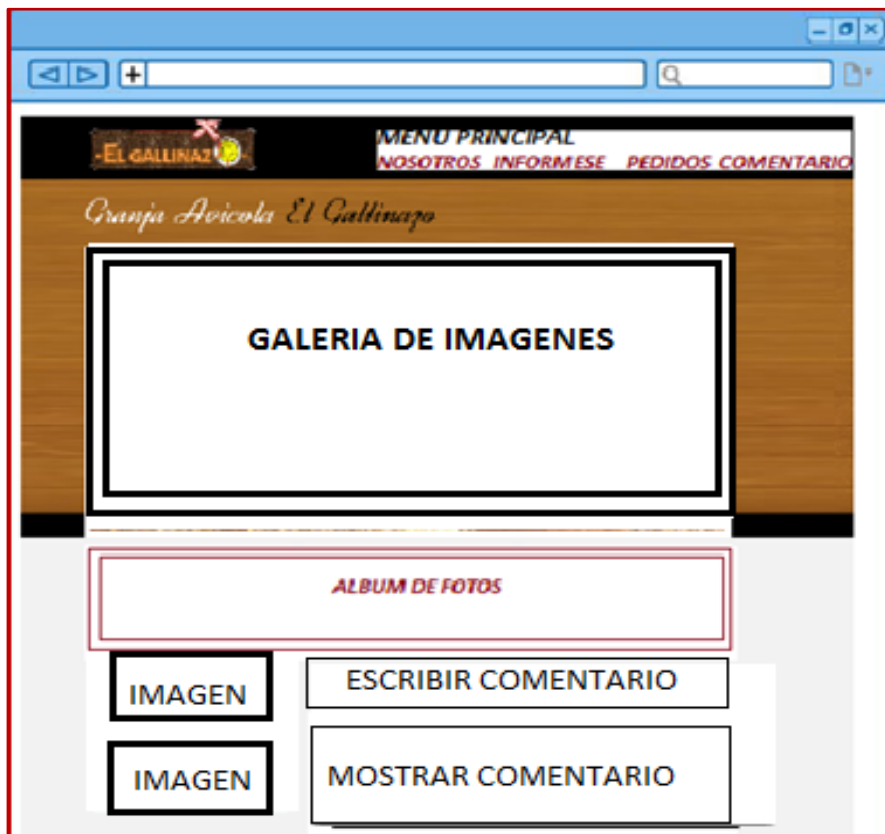 -EL GALLINAZO-
MENU PRINCIPAL
NOSOTROS INFORMESE PEDIDOS COMENTARIO
Granja Avicola El Gallinazo
GALERIA DE IMAGENES
ALBUM DE FOTOS
IMAGEN
ESCRIBIR COMENTARIO
IMAGEN
MOSTRAR COMENTARIO